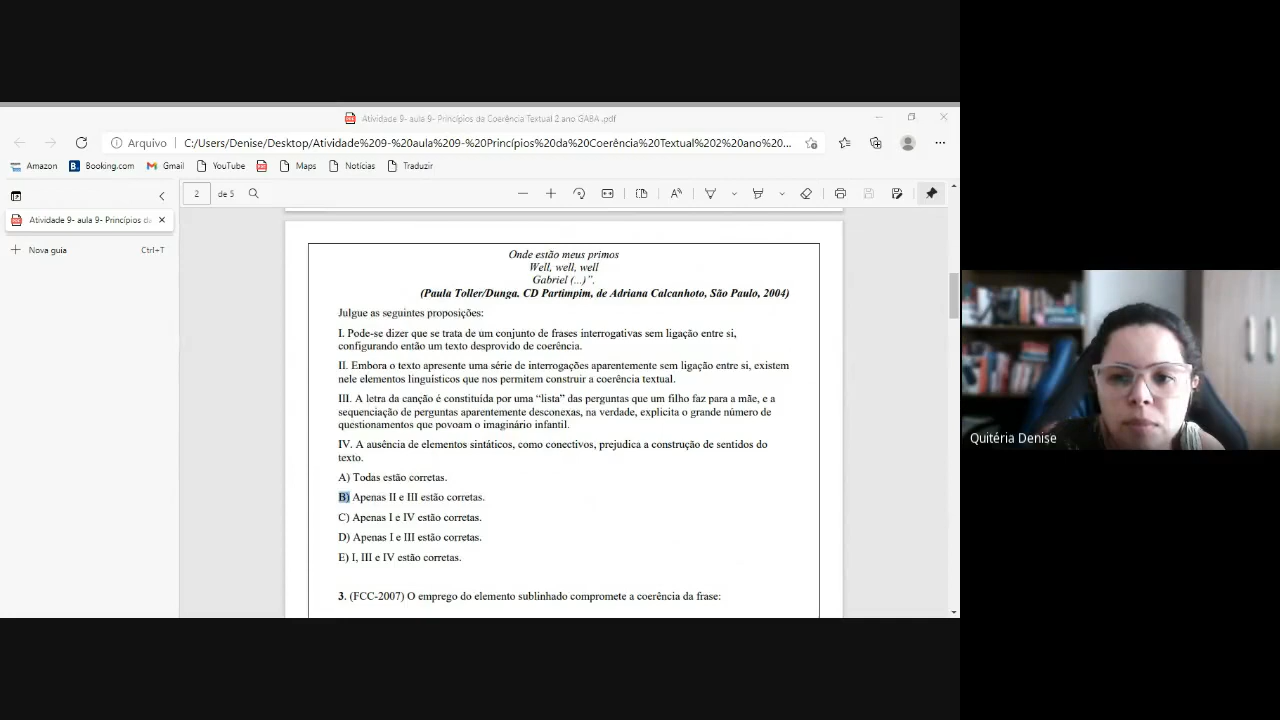 Atividade 9- aula 9- Princípios de Coerência Textual 2 ano GABA .pdf
Arquivo
C:/Users/Denise/Desktop/Atividade%209-%20aula%209-%20Princípios%20da%20Coerência%20Textual%202%20ano%20...
Amazon
Booking.com
Gmail
YouTube
Maps
Notícias
Traduzir
2 de 5
Atividade 9- aula 9- Princípios da
Nova guia Ctrl+T
Onde estão meus primos
Well, well, well
Gabriel (...)”.
(Paula Toller/Dunga. CD Partimpim, de Adriana Calcanhoto, São Paulo, 2004)
Julgue as seguintes proposições:
I. Pode-se dizer que se trata de um conjunto de frases interrogativas sem ligação entre si,
configurando então um texto desprovido de coerência.
II. Embora o texto apresente uma série de interrogações aparentemente sem ligação entre si, existem
nele elementos linguísticos que nos permitem construir a coerência textual.
III. A letra da canção é constituída por uma “lista” das perguntas que um filho faz para a mãe, e a
sequenciação de perguntas aparentemente desconexas, na verdade, explicita o grande número de
questionamentos que povoam o imaginário infantil.
IV. A ausência de elementos sintáticos, como conectivos, prejudica a construção de sentidos do
texto.
A) Todas estão corretas.
B) Apenas II e III estão corretas.
C) Apenas I e IV estão corretas.
D) Apenas I e III estão corretas.
E) I, III e IV estão corretas.
3. (FCC-2007) O emprego do elemento sublinhado compromete a coerência da frase:
Quitéria Denise